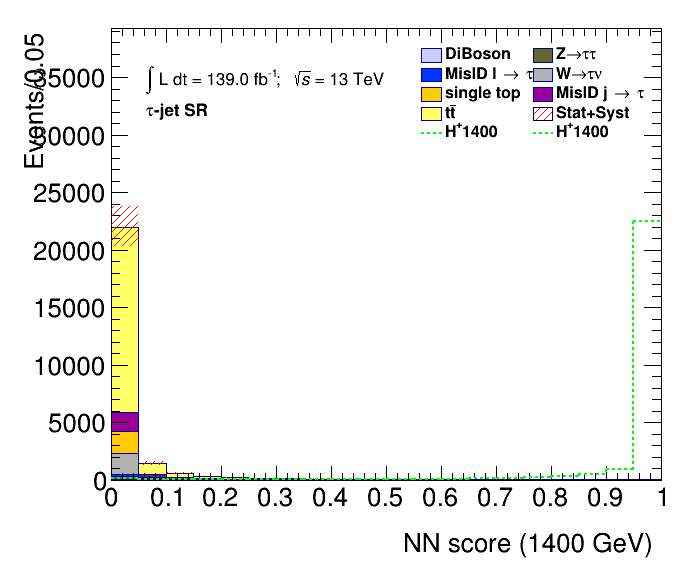 Events/0.05
∫ L dt = 139.0 fb⁻¹; √s = 13 TeV
τ-jet SR
DiBoson Z→ττ
MisID l → τ W→τν
single top MisID j → τ
tt̄ Stat+Syst
H⁺1400 H⁺1400
35000
30000
25000
20000
15000
10000
5000
0
0 0.1 0.2 0.3 0.4 0.5 0.6 0.7 0.8 0.9 1
NN score (1400 GeV)